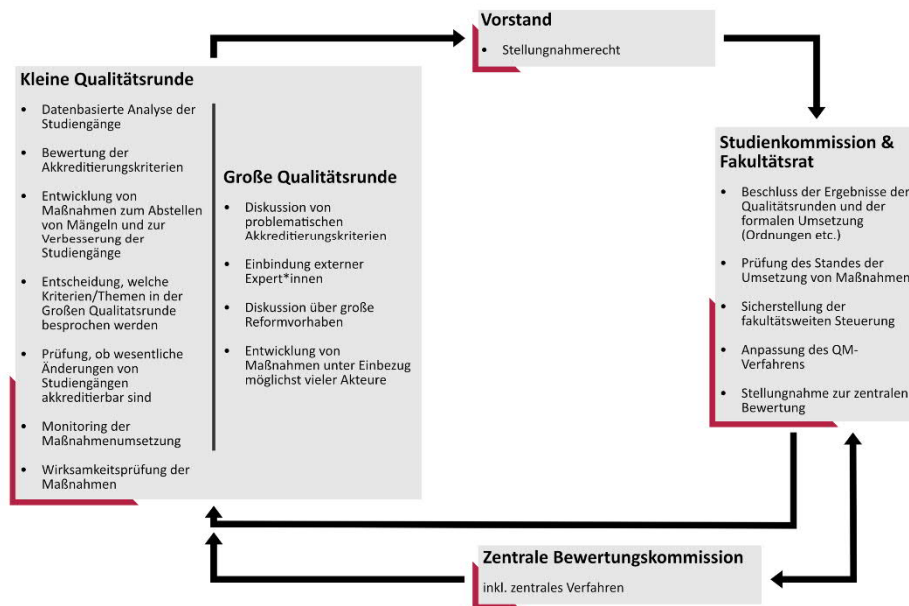 Vorstand
• Stellungnahmerecht
Kleine Qualitätsrunde
• Datenbasierte Analyse der
Studiengänge
• Bewertung der
Akkreditierungskriterien
• Entwicklung von
Maßnahmen zum Abstellen
von Mängeln und zur
Verbesserung der
Studiengänge
• Entscheidung, welche
Kriterien/Themen in der
Großen Qualitatsrunde
besprochen werden
• Prüfung, ob wesentliche
Änderungen von
Studiengängen
akkreditierbar sind
• Monitoring der
Maßnahmenumsetzung
• Wirksamkeitsprüfung der
Maßnahmen
Große Qualitätsrunde
• Diskussion von
problematischen
Akkreditierungskriterien
• Einbindung externer
Expert*innen
• Diskussion über große
Reformvorhaben
• Entwicklung von
Maßnahmen unter Einbezug
möglichst vieler Akteure
Studienkommission &
Fakultätsrat
• Beschluss der Ergebnisse der
Qualitätsrunden und der
formalen Umsetzung
(Ordnungen etc.)
• Prüfung des Standes der
Umsetzung von Maßnahmen
• Sicherstellung der
fakultätsweiten Steuerung
• Anpassung des QM-
Verfahrens
• Stellungnahme zur zentralen
Bewertung
Zentrale Bewertungskommission
inkl. zentrales Verfahren